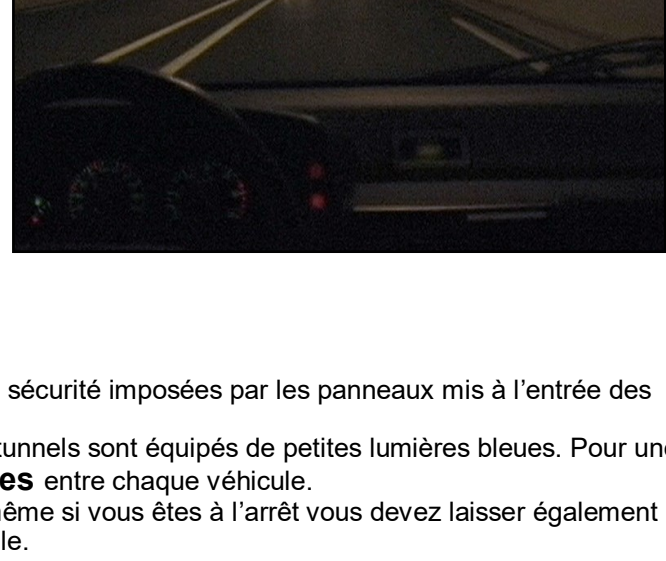 sécurité imposées par les panneaux mis à l’entrée des
tunnels sont équipés de petites lumières bleues. Pour une
es entre chaque véhicule.
même si vous êtes à l’arrêt vous devez laisser également
le.